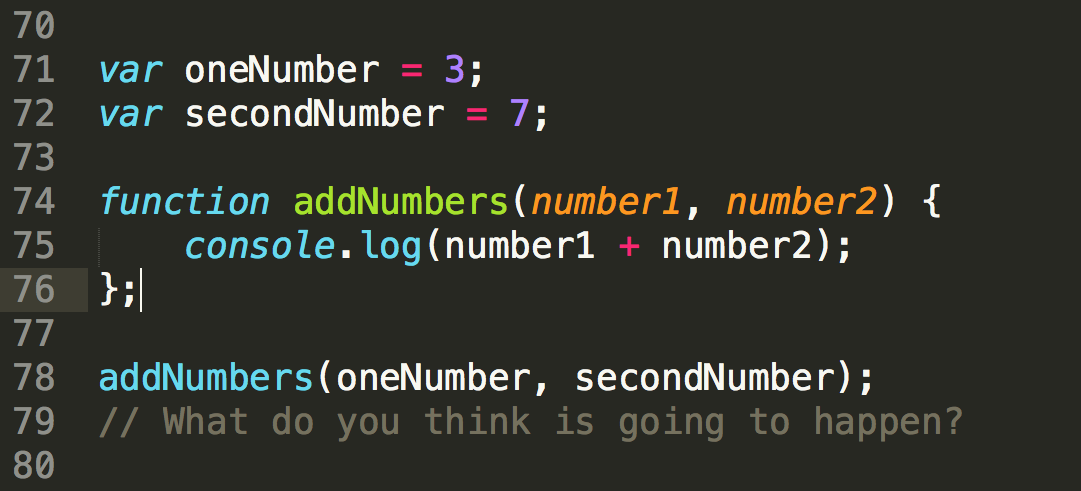 70
71 var oneNumber = 3;
72 var secondNumber = 7;
73
74 function addNumbers(number1, number2) {
75     console.log(number1 + number2);
76 };
77
78 addNumbers(oneNumber, secondNumber);
79 // What do you think is going to happen?
80